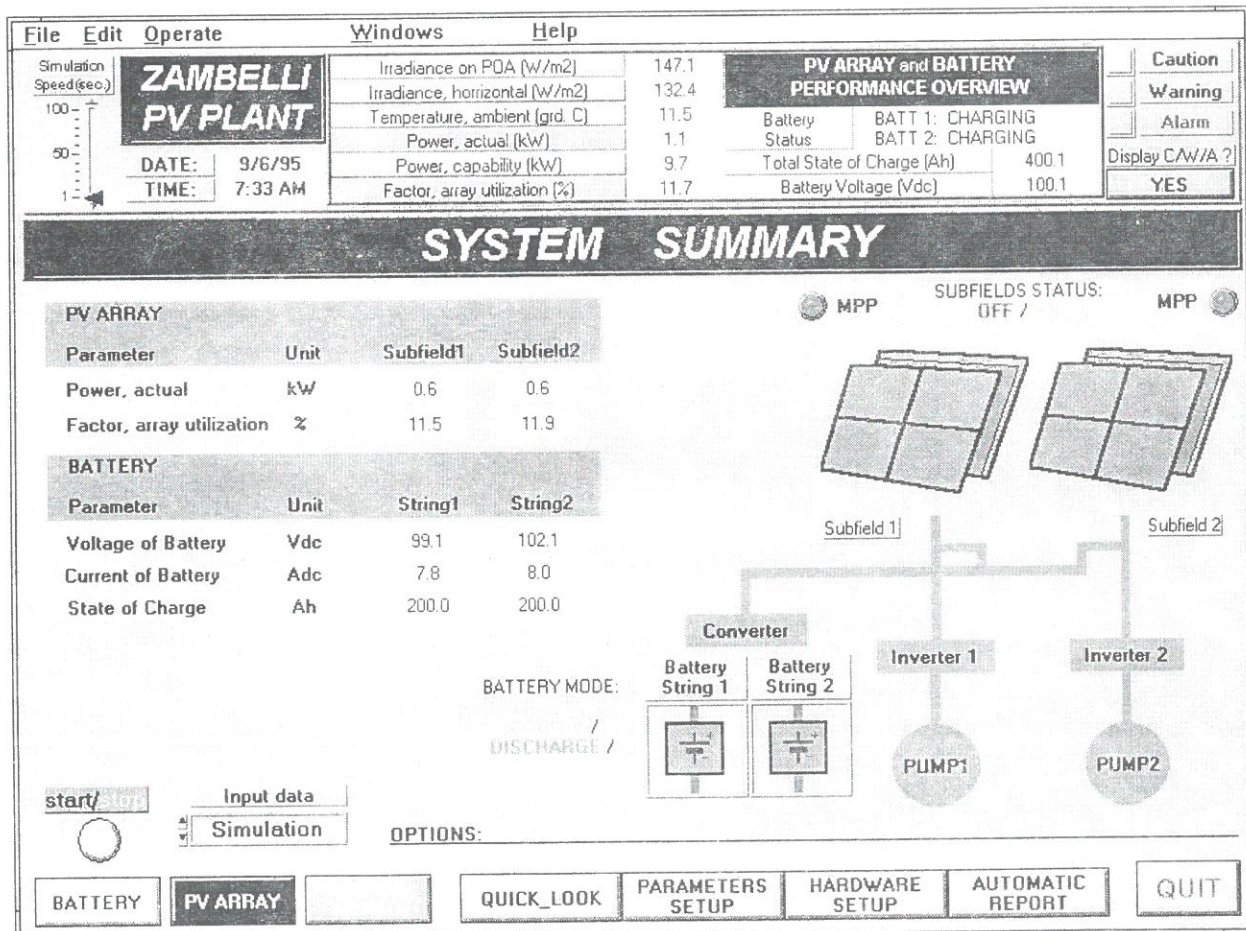 File Edit Operate Windows Help
Simulation
Speed(sec.)
100
50
1
ZAMBELLI
PV PLANT
DATE: 9/6/95
TIME: 7:33 AM
Irradiance on POA (W/m2) 147.1
Irradiance, horrizontal (W/m2) 132.4
Temperature, ambient (grd. C) 11.5
Power, actual (kW) 1.1
Power, capability (kW) 9.7
Factor, array utilization (%) 11.7
PV ARRAY and BATTERY
PERFORMANCE OVERVIEW
Battery BATT 1: CHARGING
Status BATT 2: CHARGING
Total State of Charge (Ah) 400.1
Battery Voltage (Vdc) 100.1
Caution
Warning
Alarm
Display C/W/A ?
YES
SYSTEM SUMMARY
PV ARRAY
Parameter Unit Subfield1 Subfield2
Power, actual kW 0.6 0.6
Factor, array utilization % 11.5 11.9
BATTERY
Parameter Unit String1 String2
Voltage of Battery Vdc 99.1 102.1
Current of Battery Adc 7.8 8.0
State of Charge Ah 200.0 200.0
MPP
SUBFIELDS STATUS:
OFF /
MPP
Subfield 1
Subfield 2
Converter
Inverter 1
Inverter 2
Battery
String 1
Battery
String 2
BATTERY MODE:
/
DISCHARGE /
PUMP1
PUMP2
start/stop
Input data
Simulation
OPTIONS:
BATTERY
PV ARRAY
QUICK_LOOK
PARAMETERS
SETUP
HARDWARE
SETUP
AUTOMATIC
REPORT
QUIT